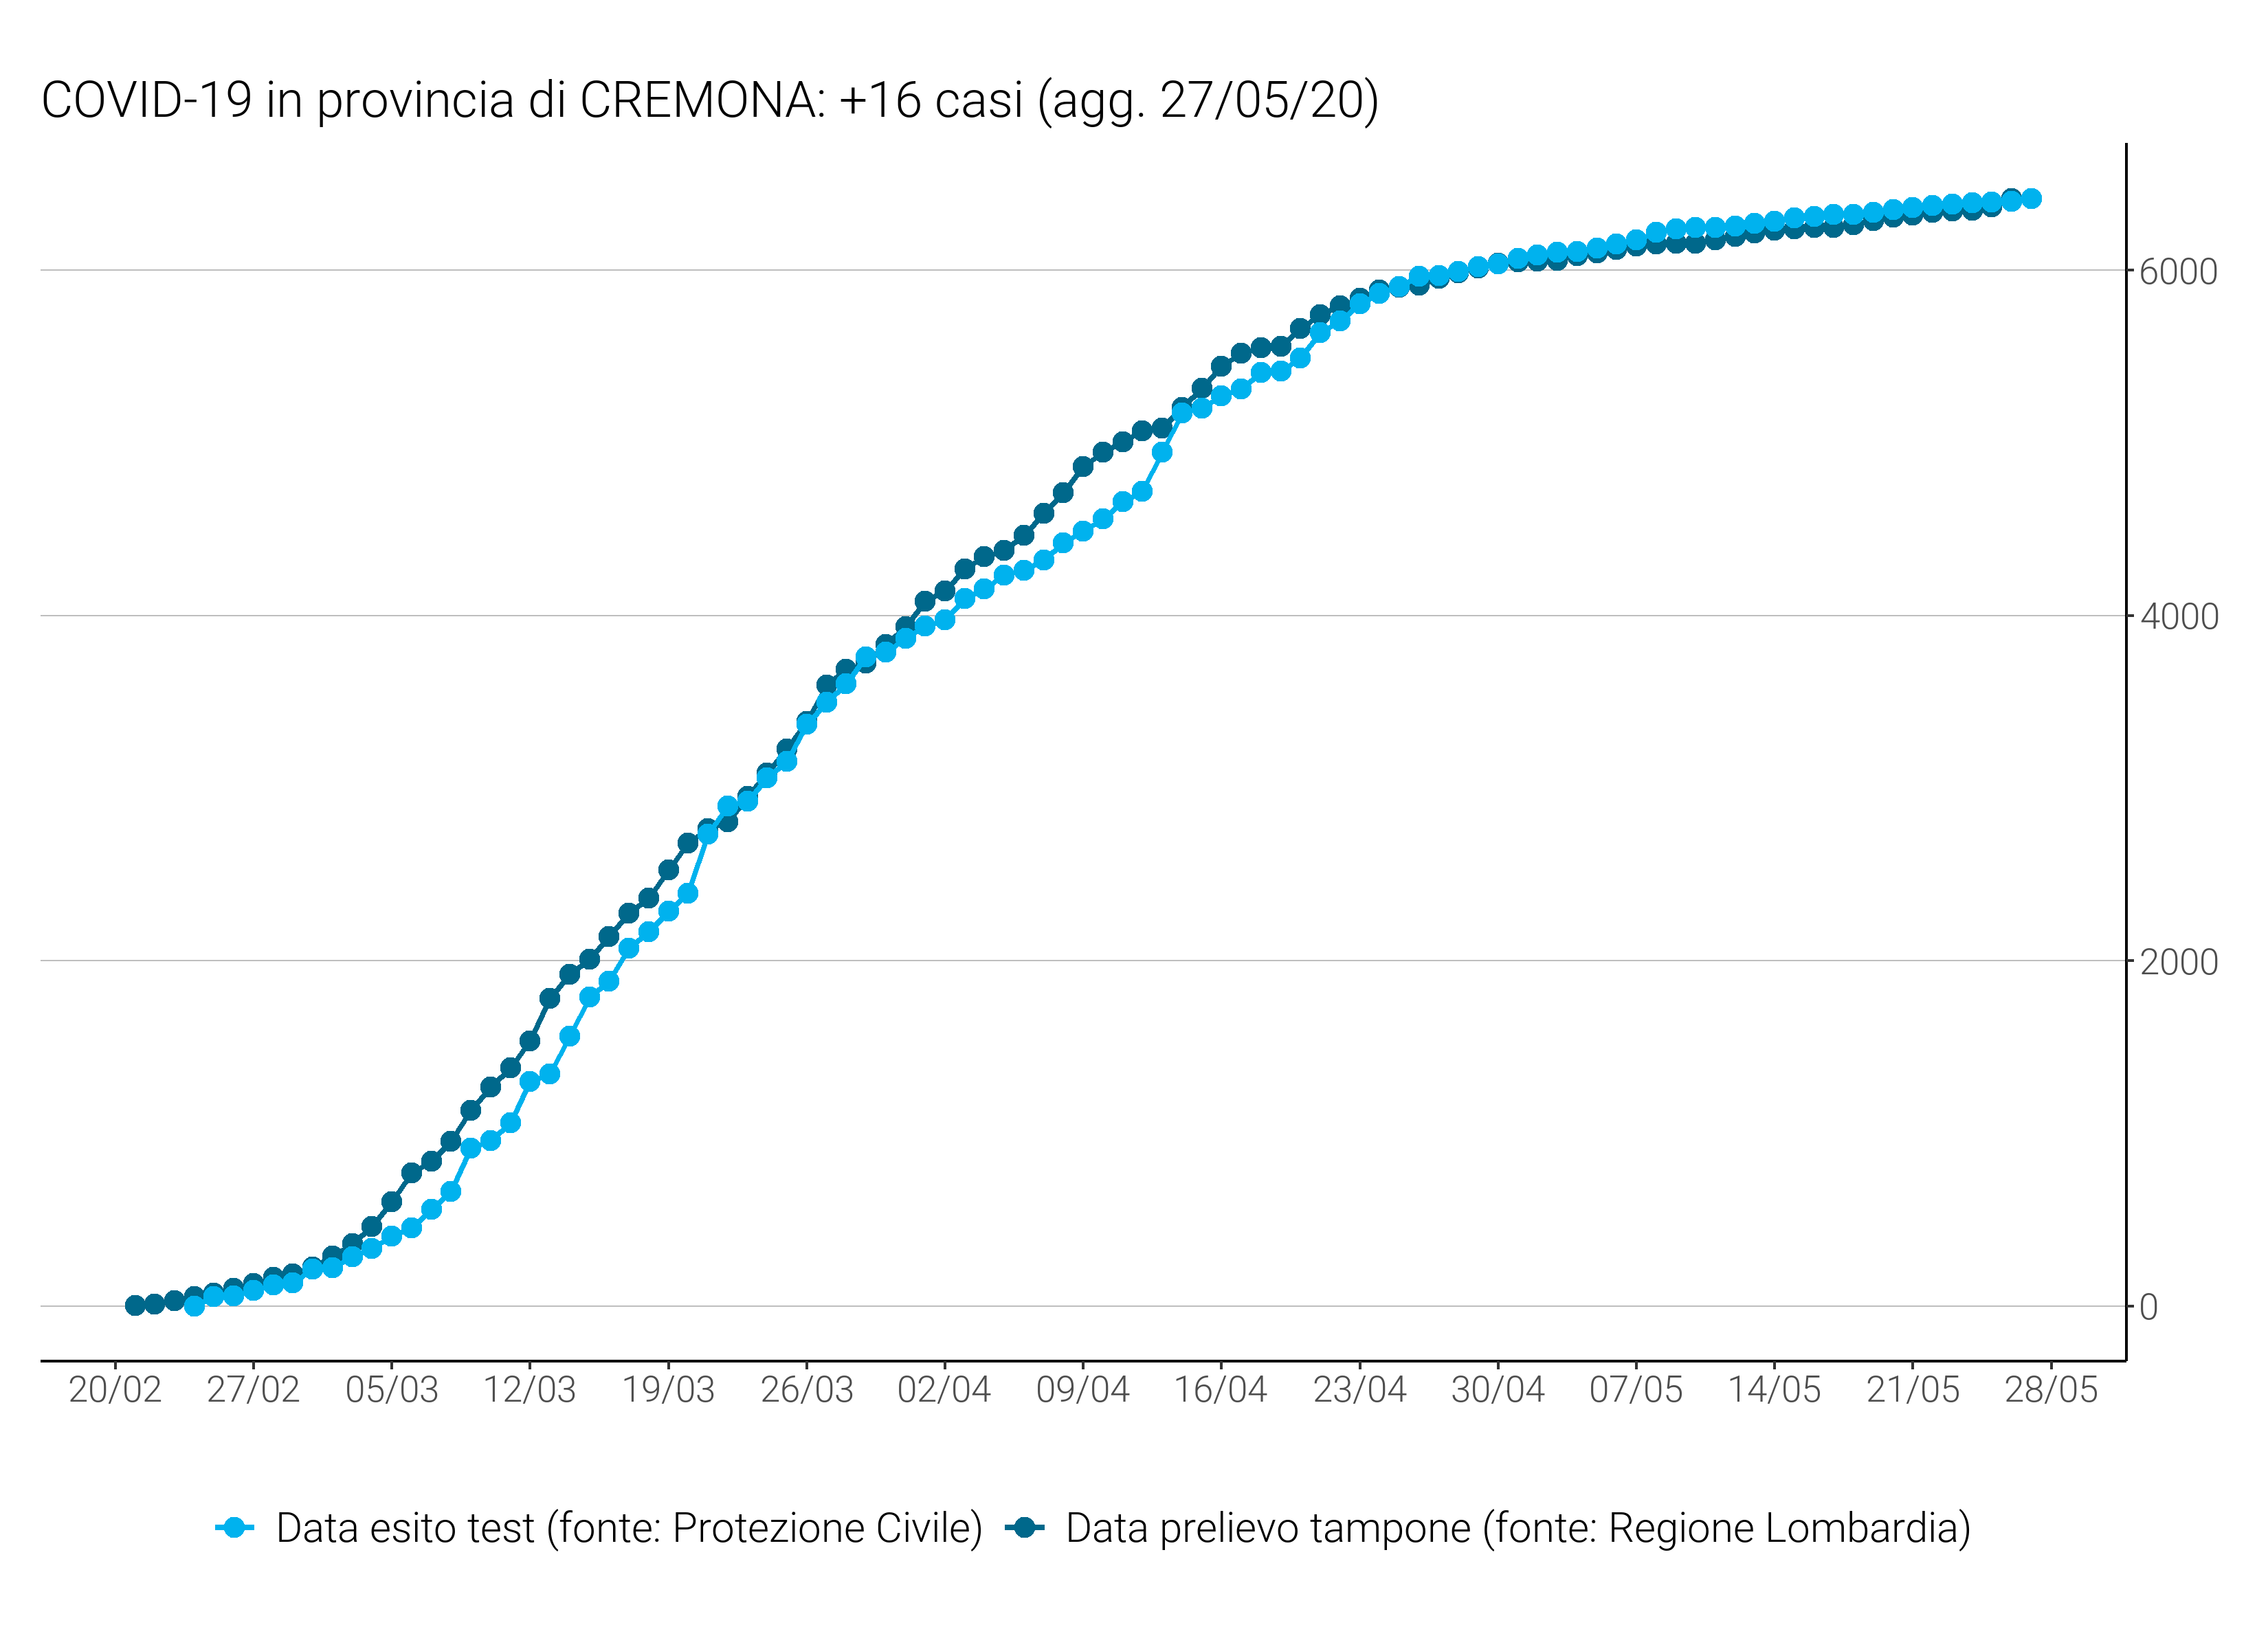 COVID-19 in provincia di CREMONA: +16 casi (agg. 27/05/20)
6000
4000
2000
0
20/02 27/02 05/03 12/03 19/03 26/03 02/04 09/04 16/04 23/04 30/04 07/05 14/05 21/05 28/05
Data esito test (fonte: Protezione Civile) Data prelievo tampone (fonte: Regione Lombardia)